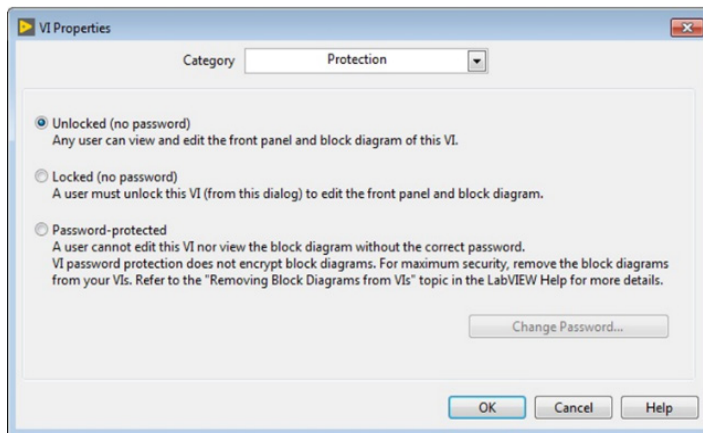 VI Properties
Category Protection
Unlocked (no password)
Any user can view and edit the front panel and block diagram of this VI.
Locked (no password)
A user must unlock this VI (from this dialog) to edit the front panel and block diagram.
Password-protected
A user cannot edit this VI nor view the block diagram without the correct password.
VI password protection does not encrypt block diagrams. For maximum security, remove the block diagrams
from your VIs. Refer to the "Removing Block Diagrams from VIs" topic in the LabVIEW Help for more details.
Change Password...
OK Cancel Help